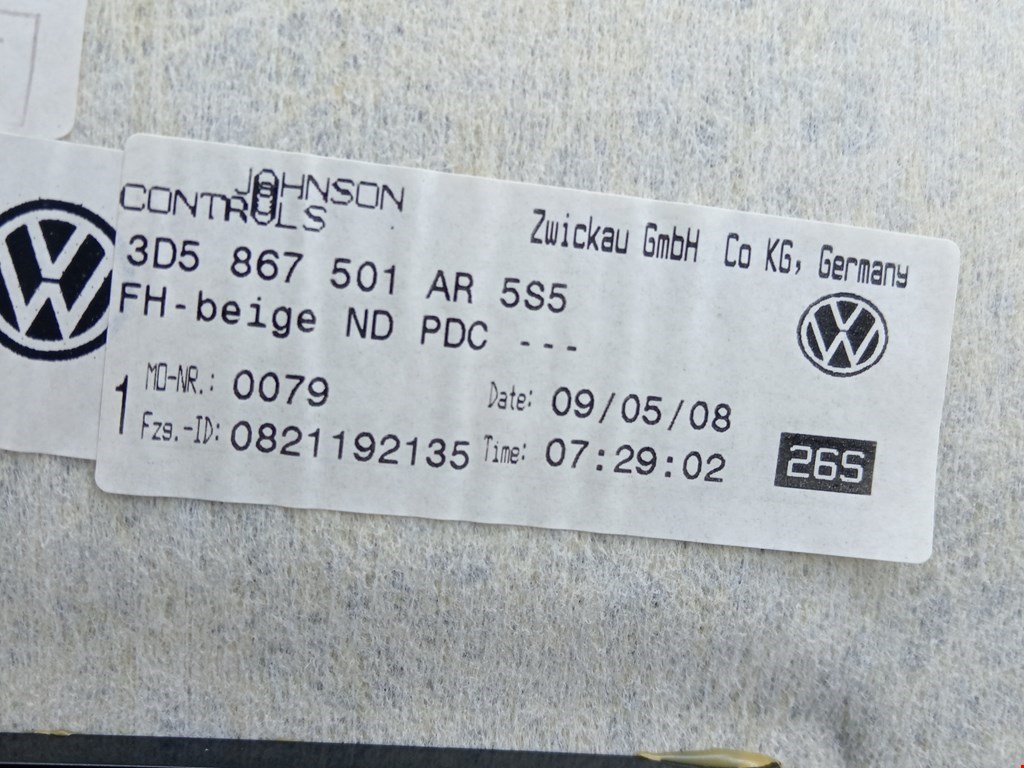 JOHNSON
CONTROLS
Zwickau GmbH Co KG, Germany
3D5 867 501 AR 5S5
FH-beige ND PDC ---
1
MO-NR.: 0079
Date: 09/05/08
Fzg.-ID: 0821192135
Time: 07:29:02
26S